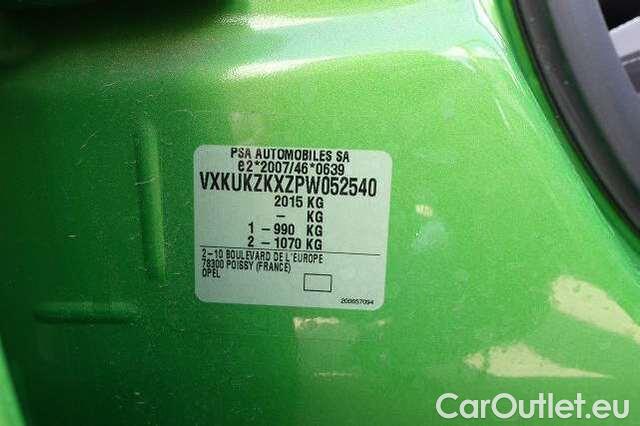 PSA AUTOMOBILES SA
e2*2007/46*0639
VXKUKZKXZPW052540
2015 KG
- KG
1 - 990 KG
2 - 1070 KG
2-10 BOULEVARD DE L'EUROPE
78300 POISSY (FRANCE)
OPEL
200657094
CarOutlet.eu